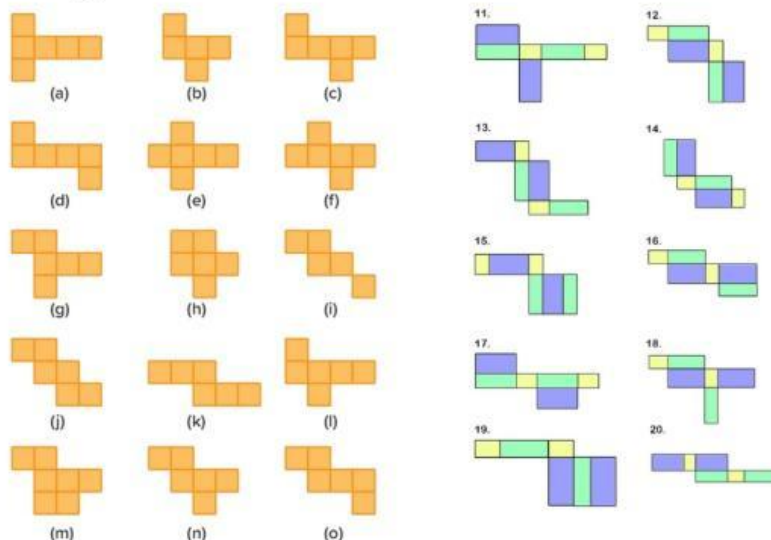 (a) (b) (c)
(d) (e) (f)
(g) (h) (i)
(j) (k) (l)
(m) (n) (o)
11. 12.
13. 14.
15. 16.
17. 18.
19. 20.